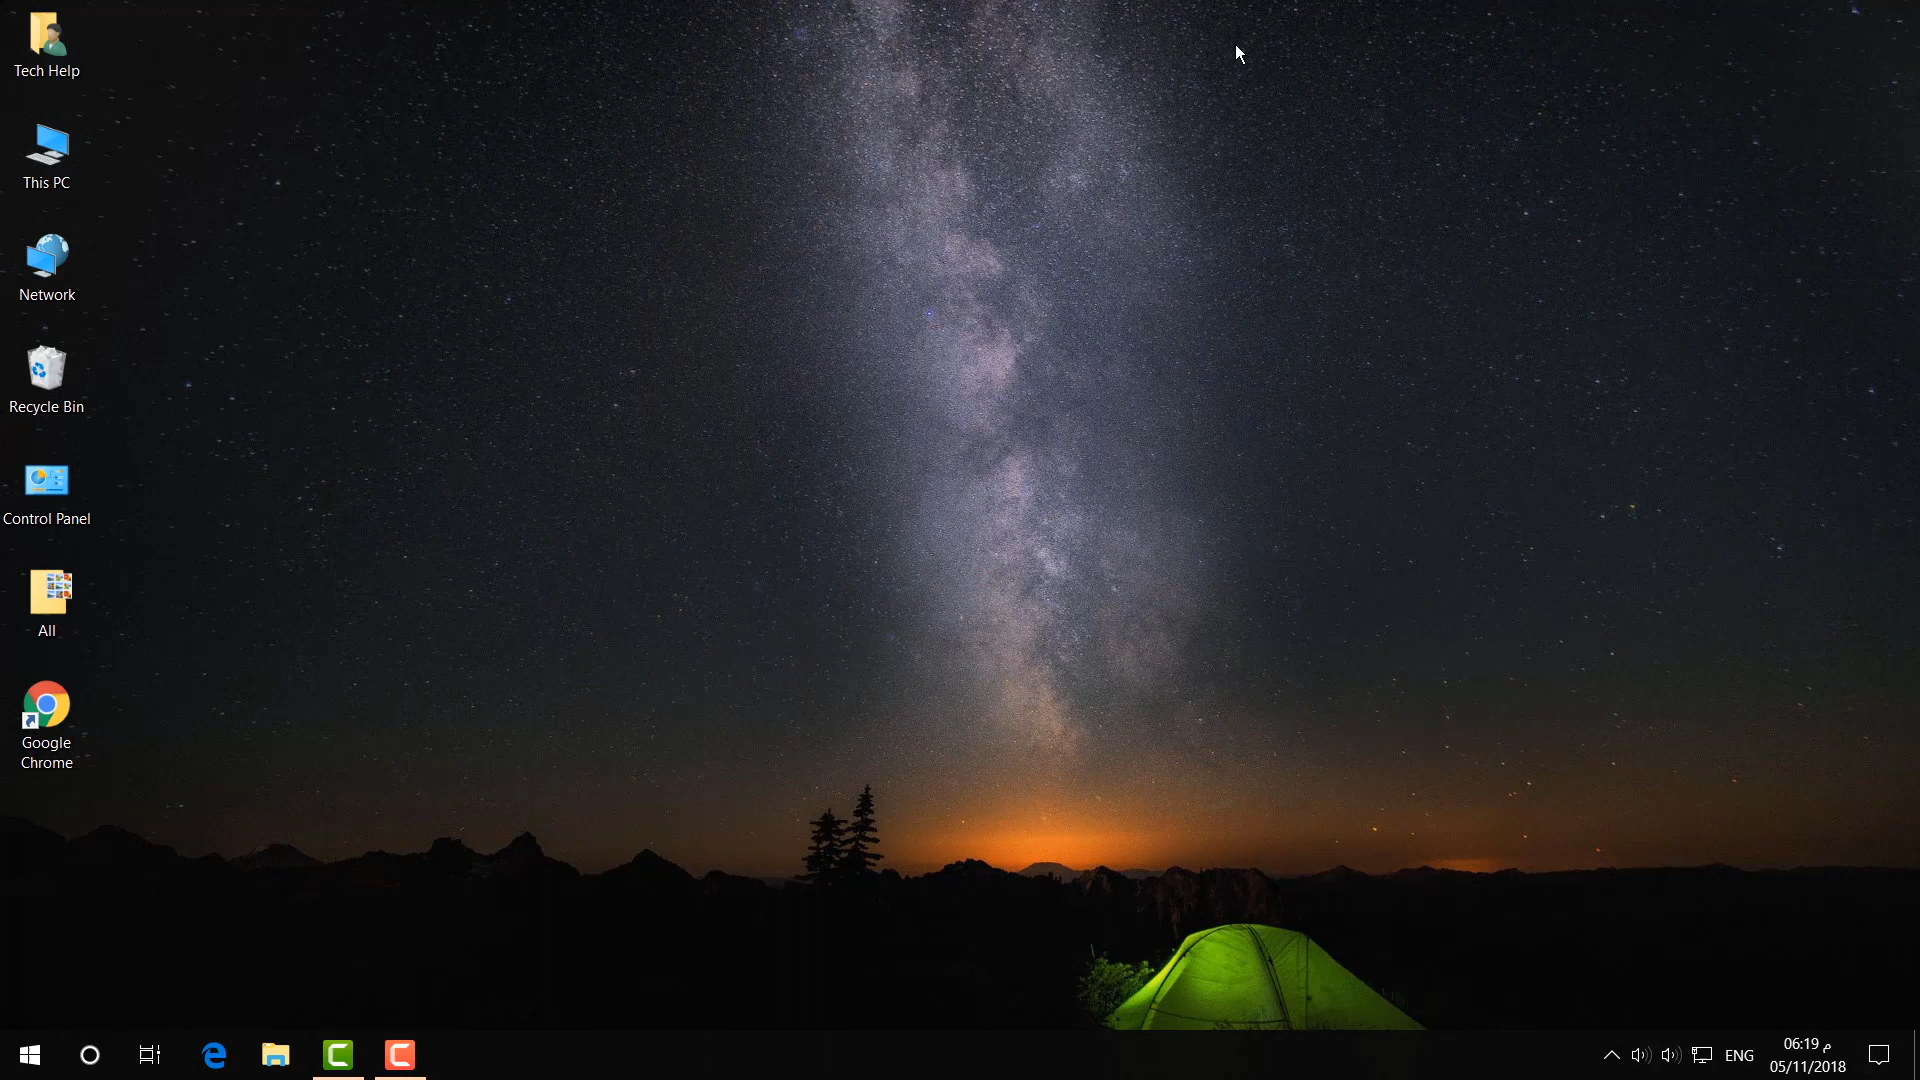 Tech Help
This PC
Network
Recycle Bin
Control Panel
All
Google
Chrome
ENG
06:19 م
05/11/2018